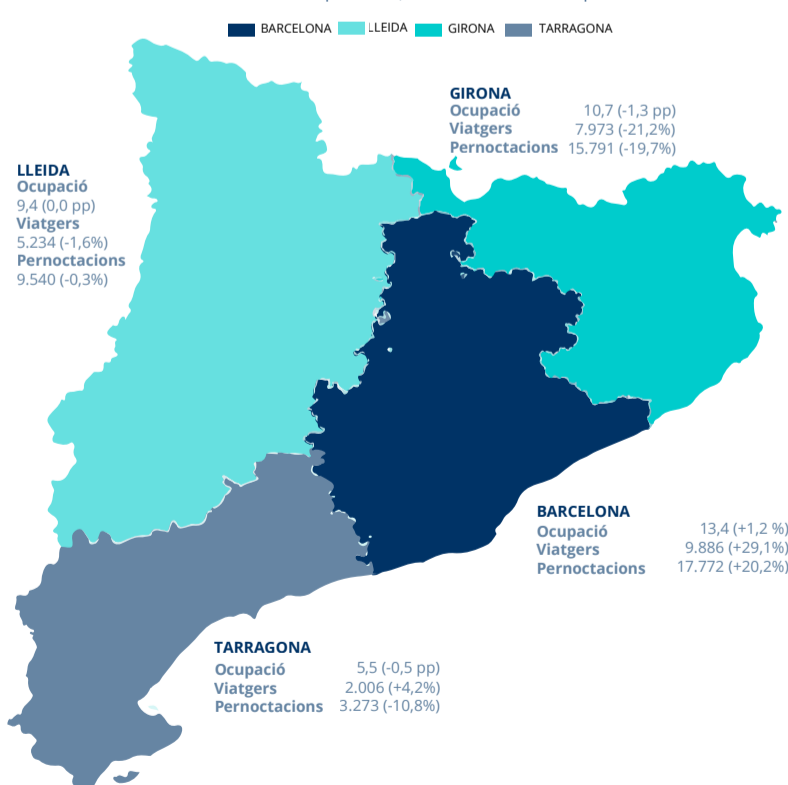 BARCELONA LLEIDA GIRONA TARRAGONA
GIRONA
Ocupació 10,7 (-1,3 pp)
Viatgers 7.973 (-21,2%)
Pernoctacions 15.791 (-19,7%)
LLEIDA
Ocupació
9,4 (0,0 pp)
Viatgers
5.234 (-1,6%)
Pernoctacions
9.540 (-0,3%)
BARCELONA
Ocupació 13,4 (+1,2 %)
Viatgers 9.886 (+29,1%)
Pernoctacions 17.772 (+20,2%)
TARRAGONA
Ocupació 5,5 (-0,5 pp)
Viatgers 2.006 (+4,2%)
Pernoctacions 3.273 (-10,8%)